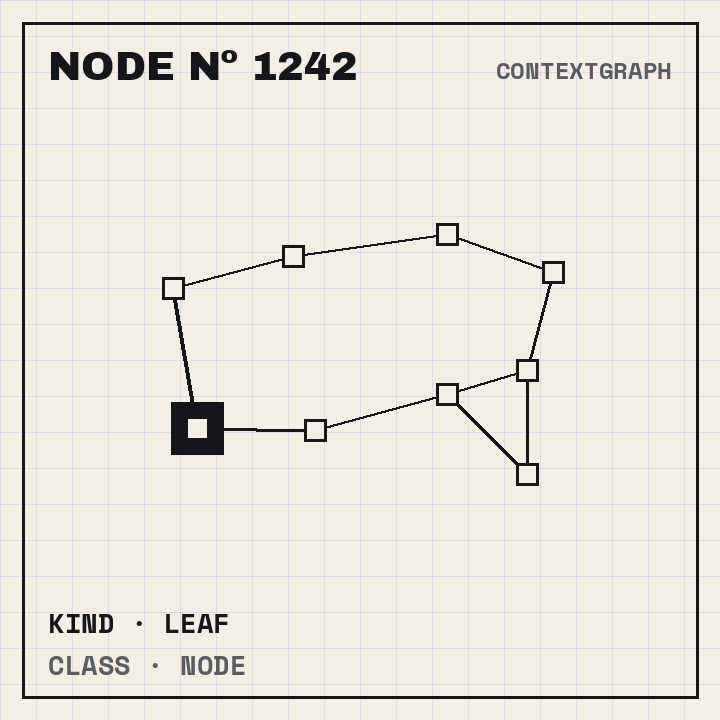 NODE Nº 1242
CONTEXTGRAPH
KIND · LEAF
CLASS · NODE